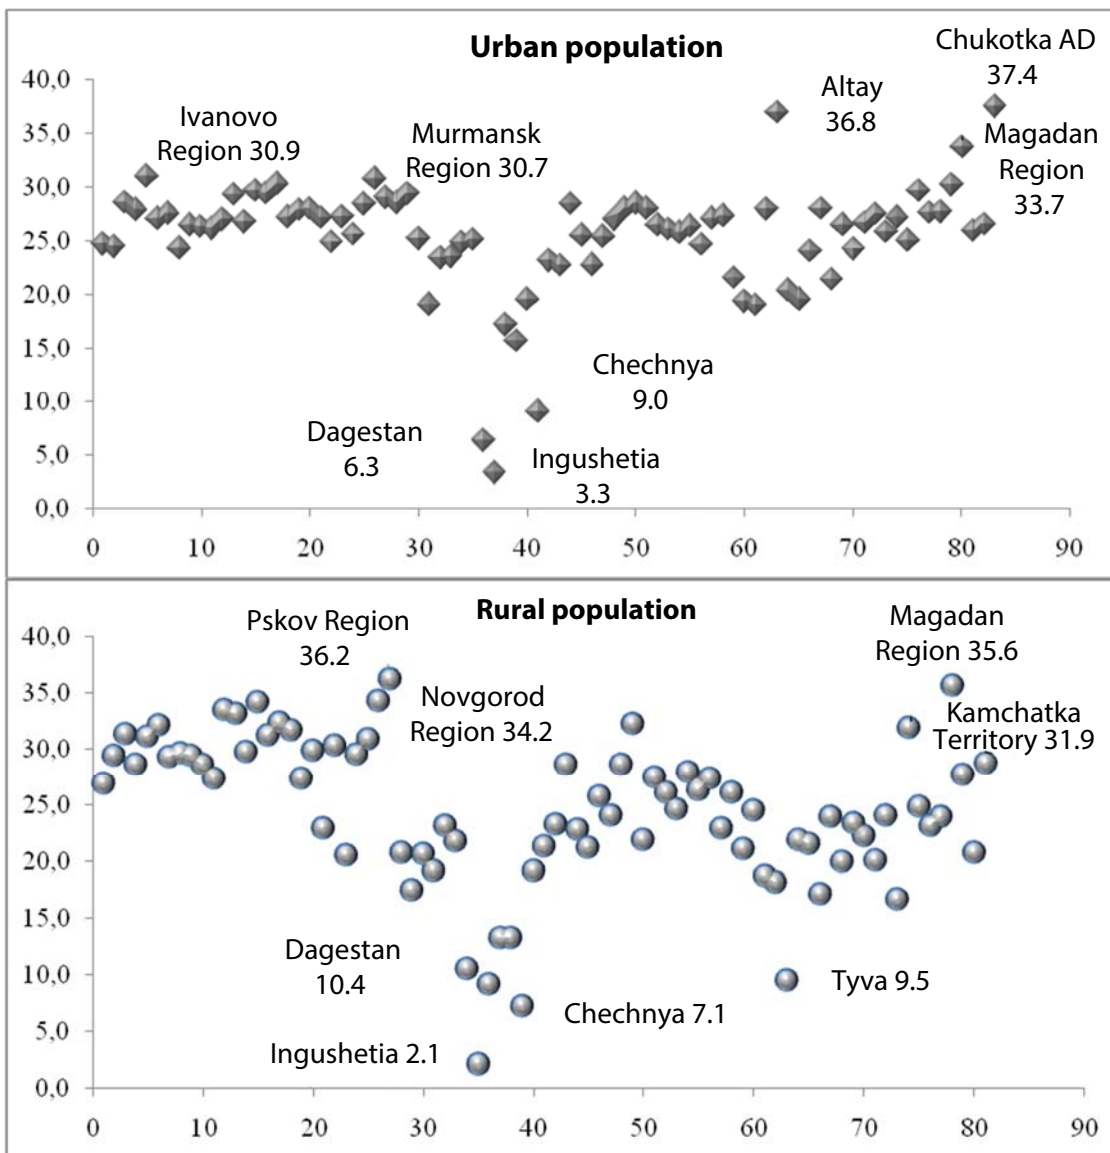 Urban population
Chukotka AD
37.4
Altay
36.8
Ivanovo
Region 30.9
Murmansk
Region 30.7
Magadan
Region
33.7
Chechnya
9.0
Dagestan
6.3
Ingushetia
3.3
40,0
35,0
30,0
25,0
20,0
15,0
10,0
5,0
0,0
0 10 20 30 40 50 60 70 80 90
Rural population
Pskov Region
36.2
Magadan
Region 35.6
Novgorod
Region 34.2
Kamchatka
Territory 31.9
Dagestan
10.4
Tyva 9.5
Chechnya 7.1
Ingushetia 2.1
40,0
35,0
30,0
25,0
20,0
15,0
10,0
5,0
0,0
0 10 20 30 40 50 60 70 80 90